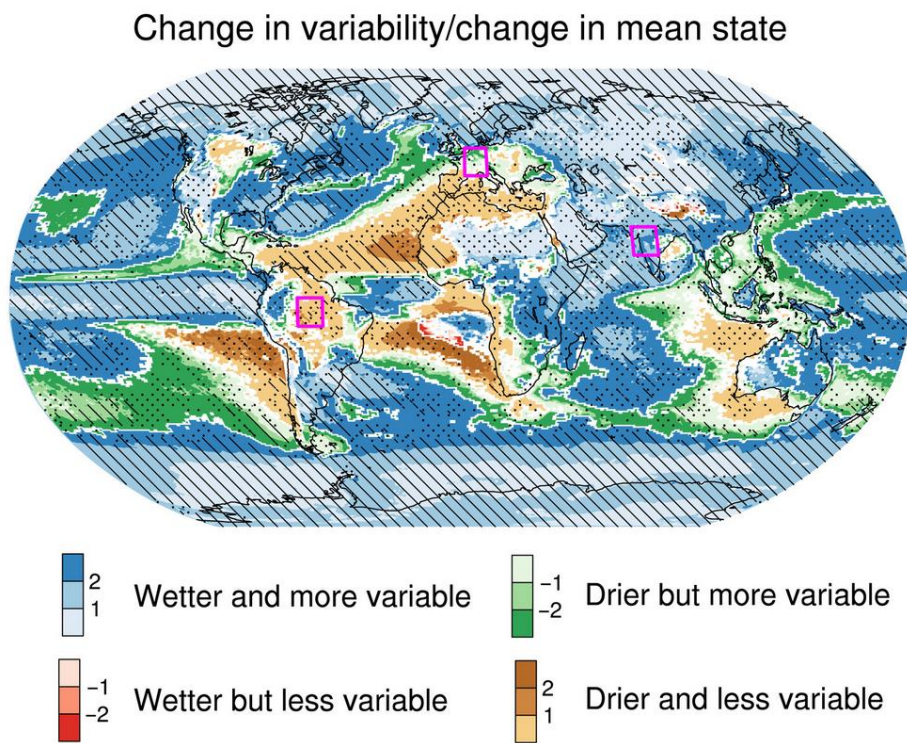 Change in variability/change in mean state
2
1
Wetter and more variable
-1
-2
Drier but more variable
-1
-2
Wetter but less variable
2
1
Drier and less variable